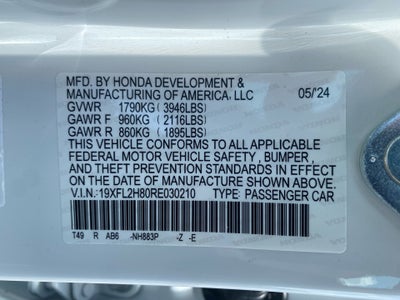 MFD. BY HONDA DEVELOPMENT &
MANUFACTURING OF AMERICA, LLC 05/'24
GVWR 1790KG (3946LBS)
GAWR F 960KG (2116LBS)
GAWR R 860KG (1895LBS)
THIS VEHICLE CONFORMS TO ALL APPLICABLE
FEDERAL MOTOR VEHICLE SAFETY , BUMPER ,
AND THEFT PREVENTION STANDARDS IN EFFECT
ON THE DATE OF MANUFACTURE SHOWN ABOVE.
V.I.N.: 19XFL2H80RE030210 TYPE: PASSENGER CAR
T49 R AB6 -NH883P -Z -E